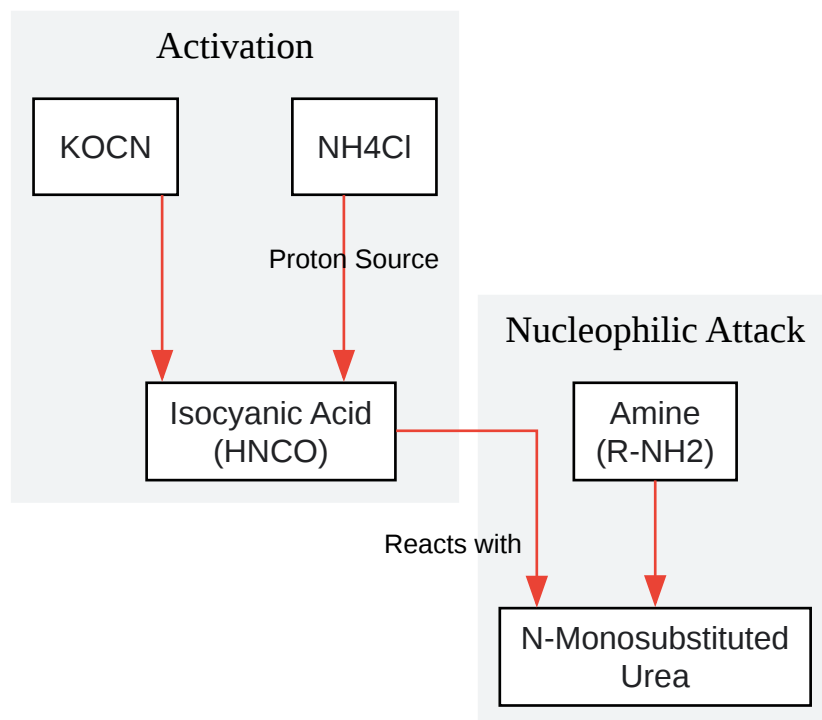 Activation
KOCN
NH4Cl
Proton Source
Isocyanic Acid
(HNCO)
Nucleophilic Attack
Amine
(R-NH2)
Reacts with
N-Monosubstituted
Urea